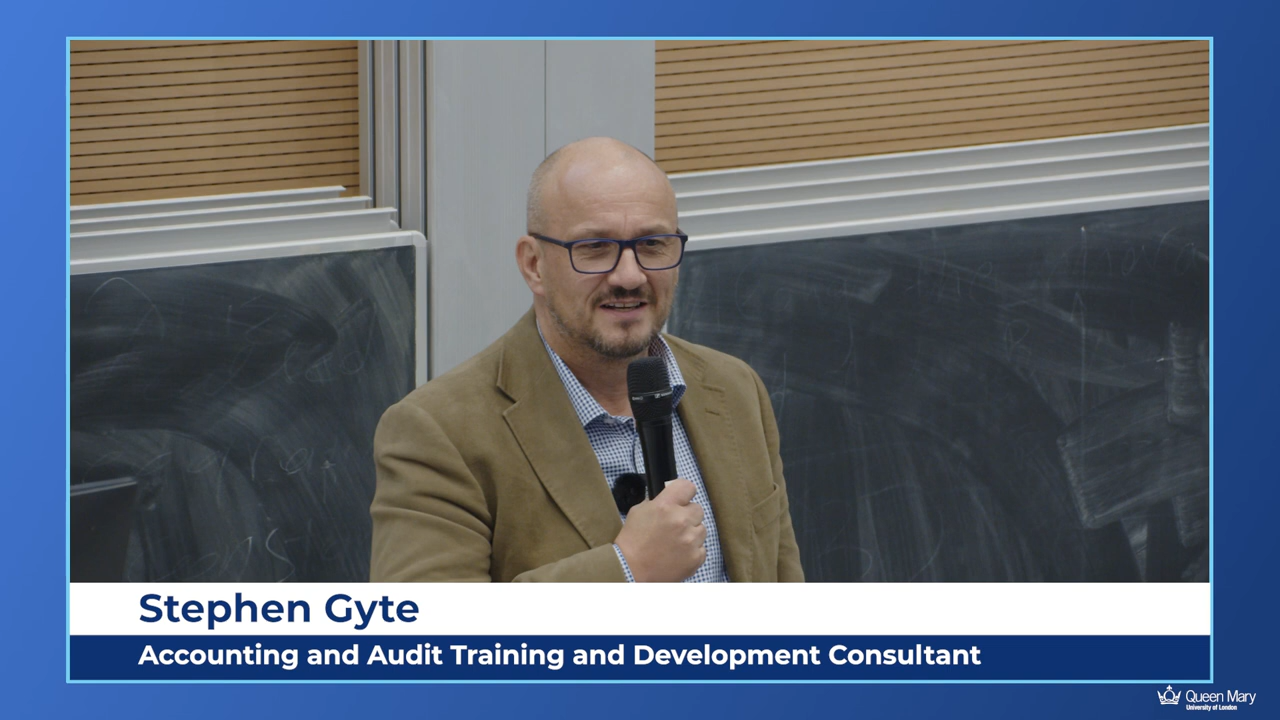 Stephen Gyte
Accounting and Audit Training and Development Consultant
Queen Mary
University of London